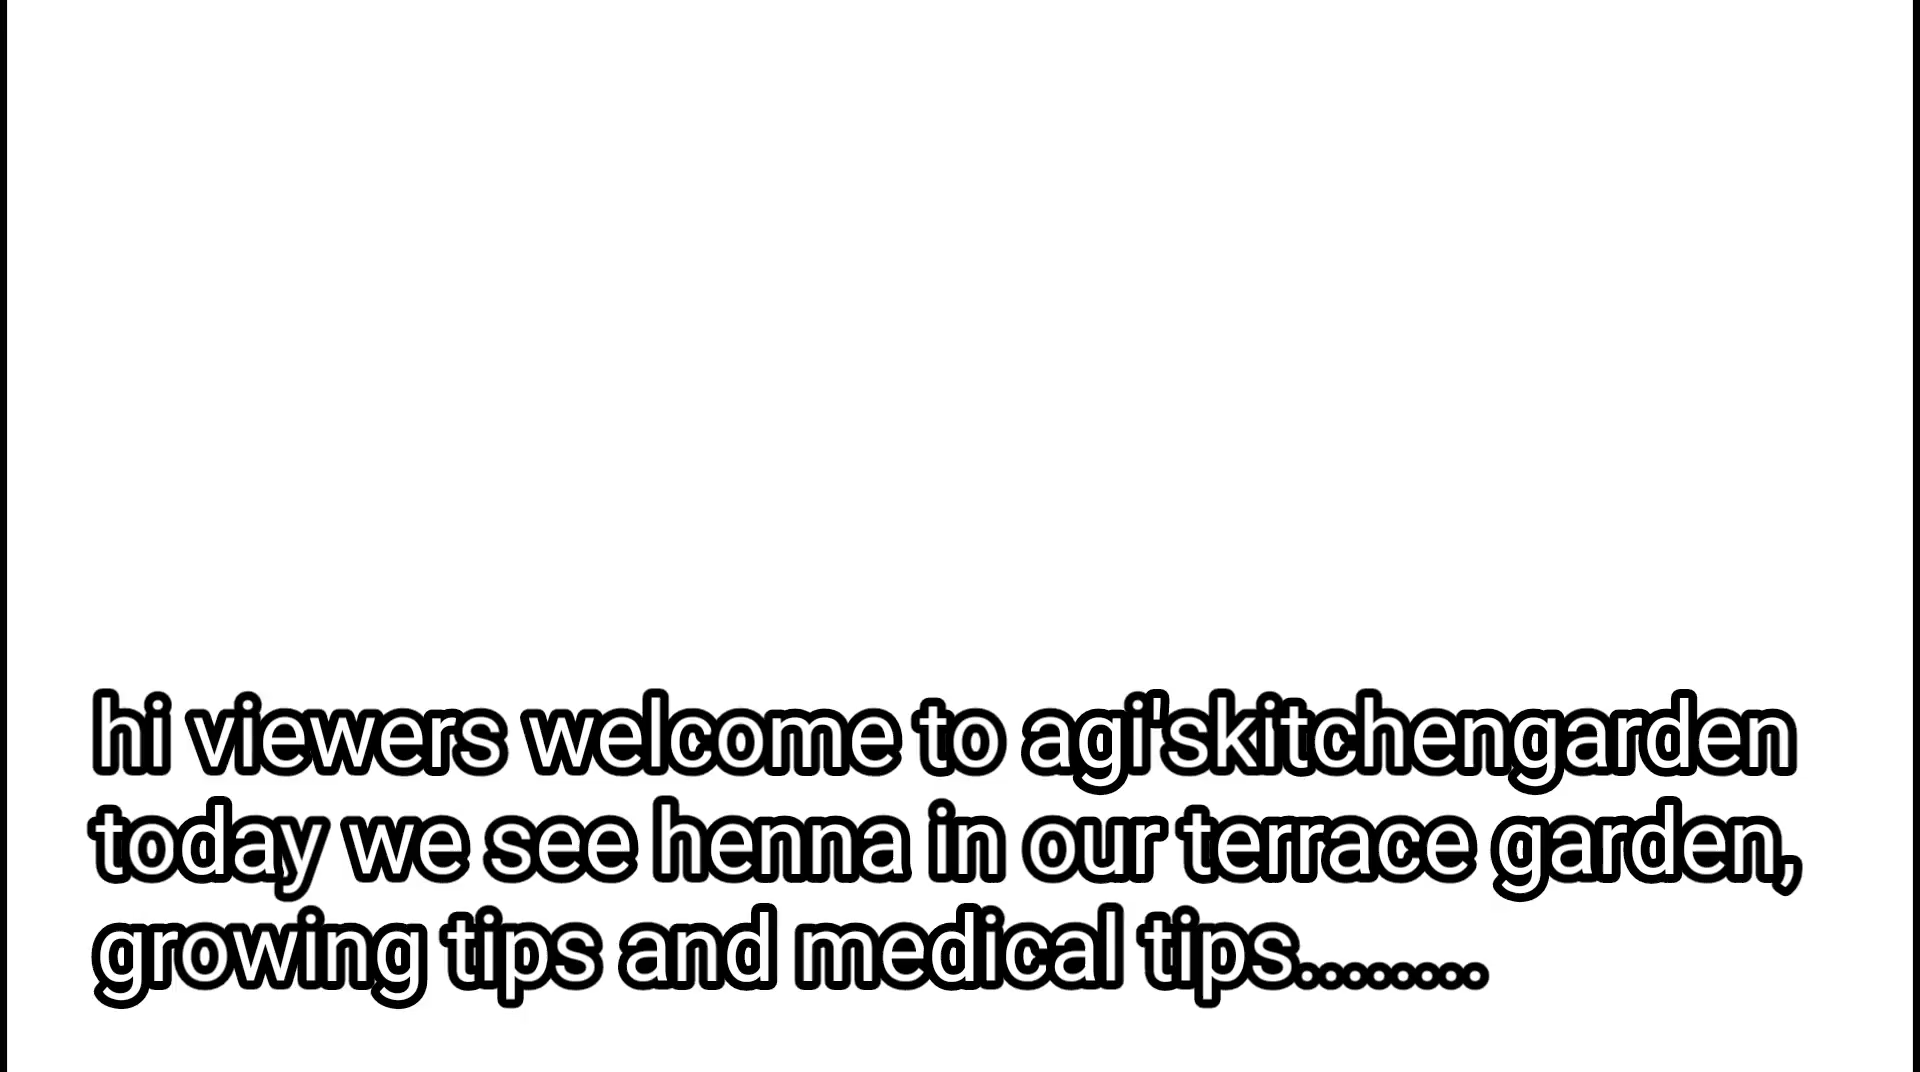 hi viewers welcome to agi'skitchengarden
today we see henna in our terrace garden,
growing tips and medical tips.........